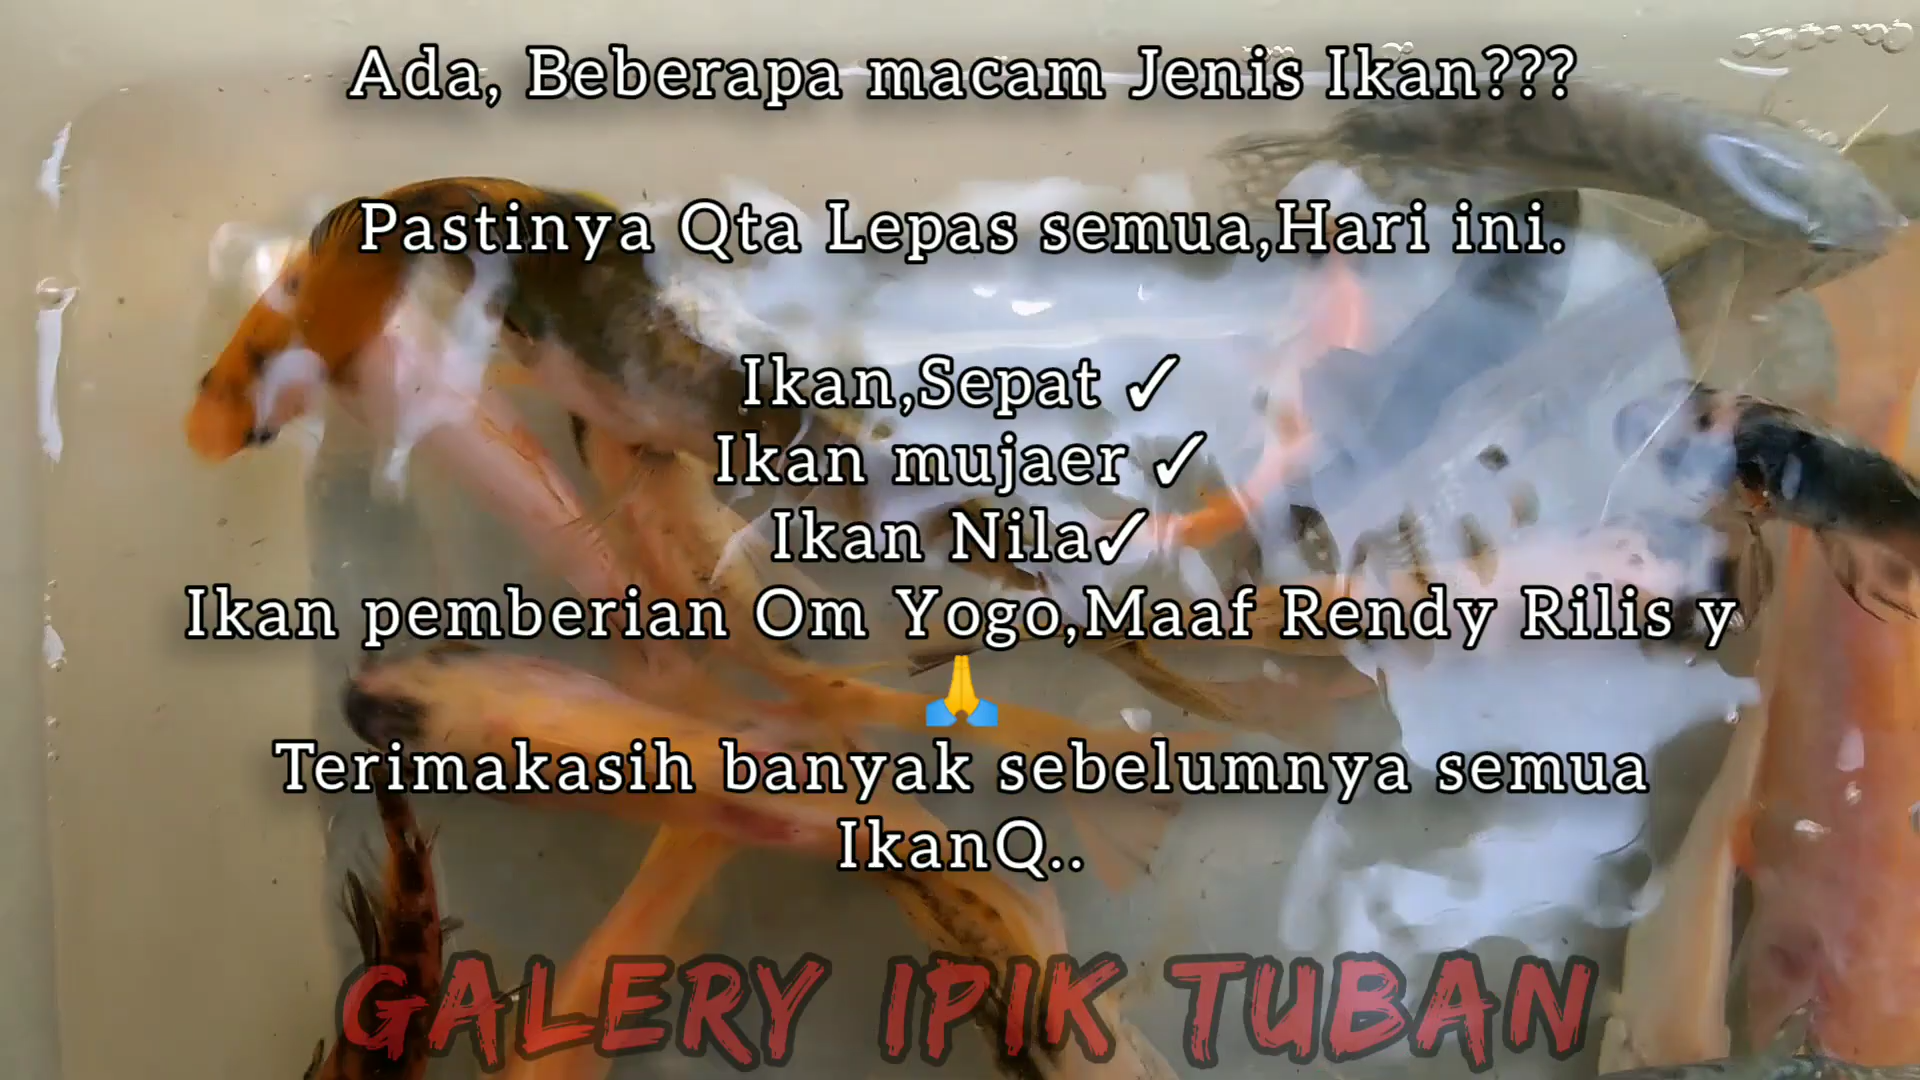 Ada, Beberapa macam Jenis Ikan???
Pastinya Qta Lepas semua,Hari ini.
Ikan,Sepat ✓
Ikan mujaer ✓
Ikan Nila✓
Ikan pemberian Om Yogo,Maaf Rendy Rilis y
🙏
Terimakasih banyak sebelumnya semua
IkanQ..
GALERY IPIK TUBAN